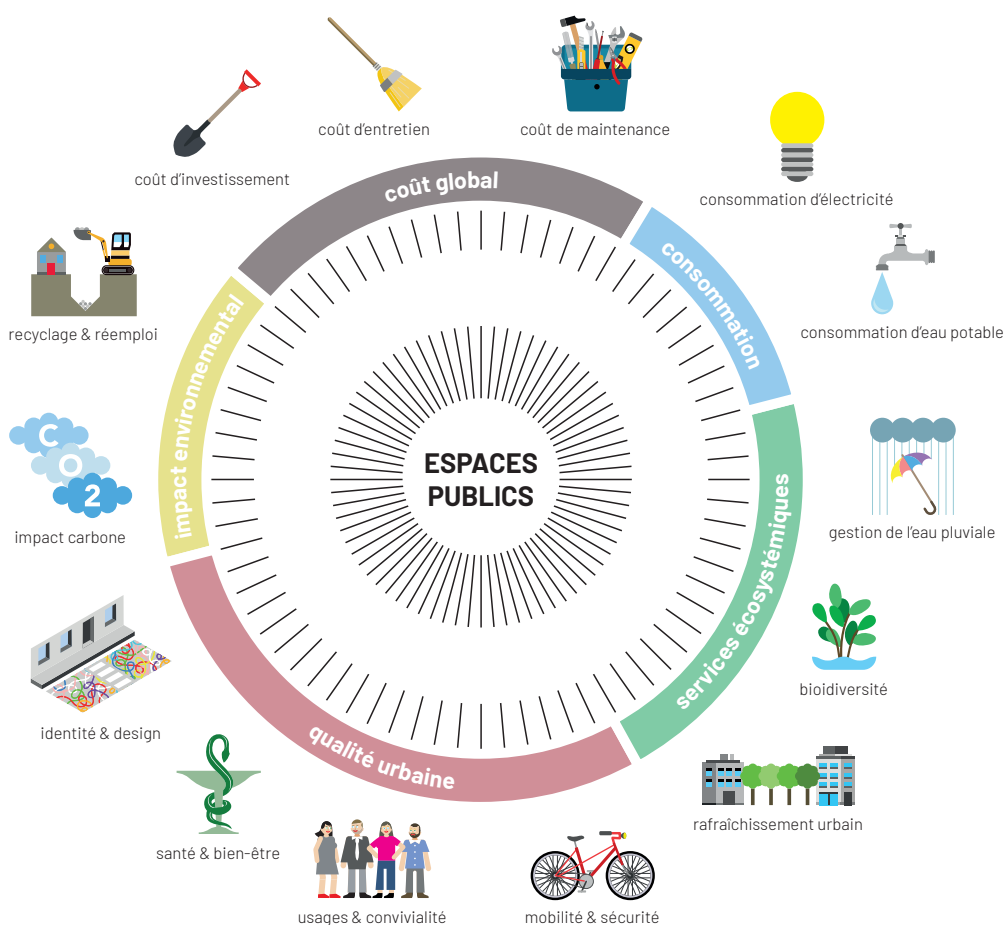 coût d'entretien
coût de maintenance
coût d'investissement
consommation d'électricité
coût global
consommation
recyclage & réemploi
consommation d'eau potable
impact environnemental
CO2
ESPACES
PUBLICS
impact carbone
gestion de l'eau pluviale
services écosystémiques
bioidiversité
identité & design
qualité urbaine
rafraîchissement urbain
santé & bien-être
usages & convivialité
mobilité & sécurité